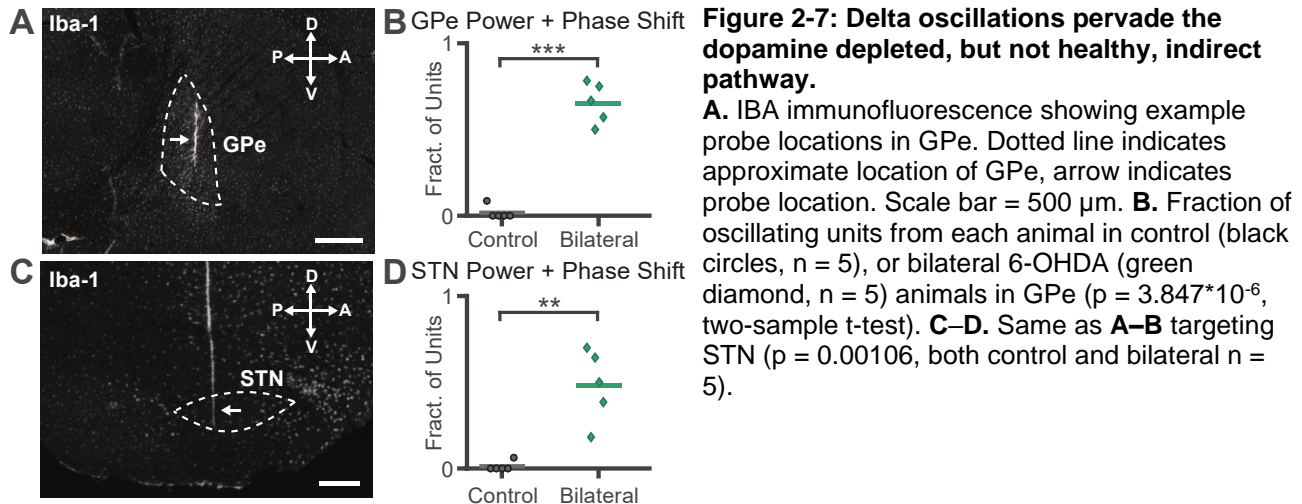 A
Iba-1
D
P
A
V
GPe
B
GPe Power + Phase Shift
1
***
Fract. of Units
0
Control
Bilateral
C
Iba-1
D
P
A
V
STN
D
STN Power + Phase Shift
1
**
Fract. of Units
0
Control
Bilateral
Figure 2-7: Delta oscillations pervade the
dopamine depleted, but not healthy, indirect
pathway.
A. IBA immunofluorescence showing example
probe locations in GPe. Dotted line indicates
approximate location of GPe, arrow indicates
probe location. Scale bar = 500 µm. B. Fraction of
oscillating units from each animal in control (black
circles, n = 5), or bilateral 6-OHDA (green
diamond, n = 5) animals in GPe (p = 3.847*10⁻⁶,
two-sample t-test). C–D. Same as A–B targeting
STN (p = 0.00106, both control and bilateral n =
5).